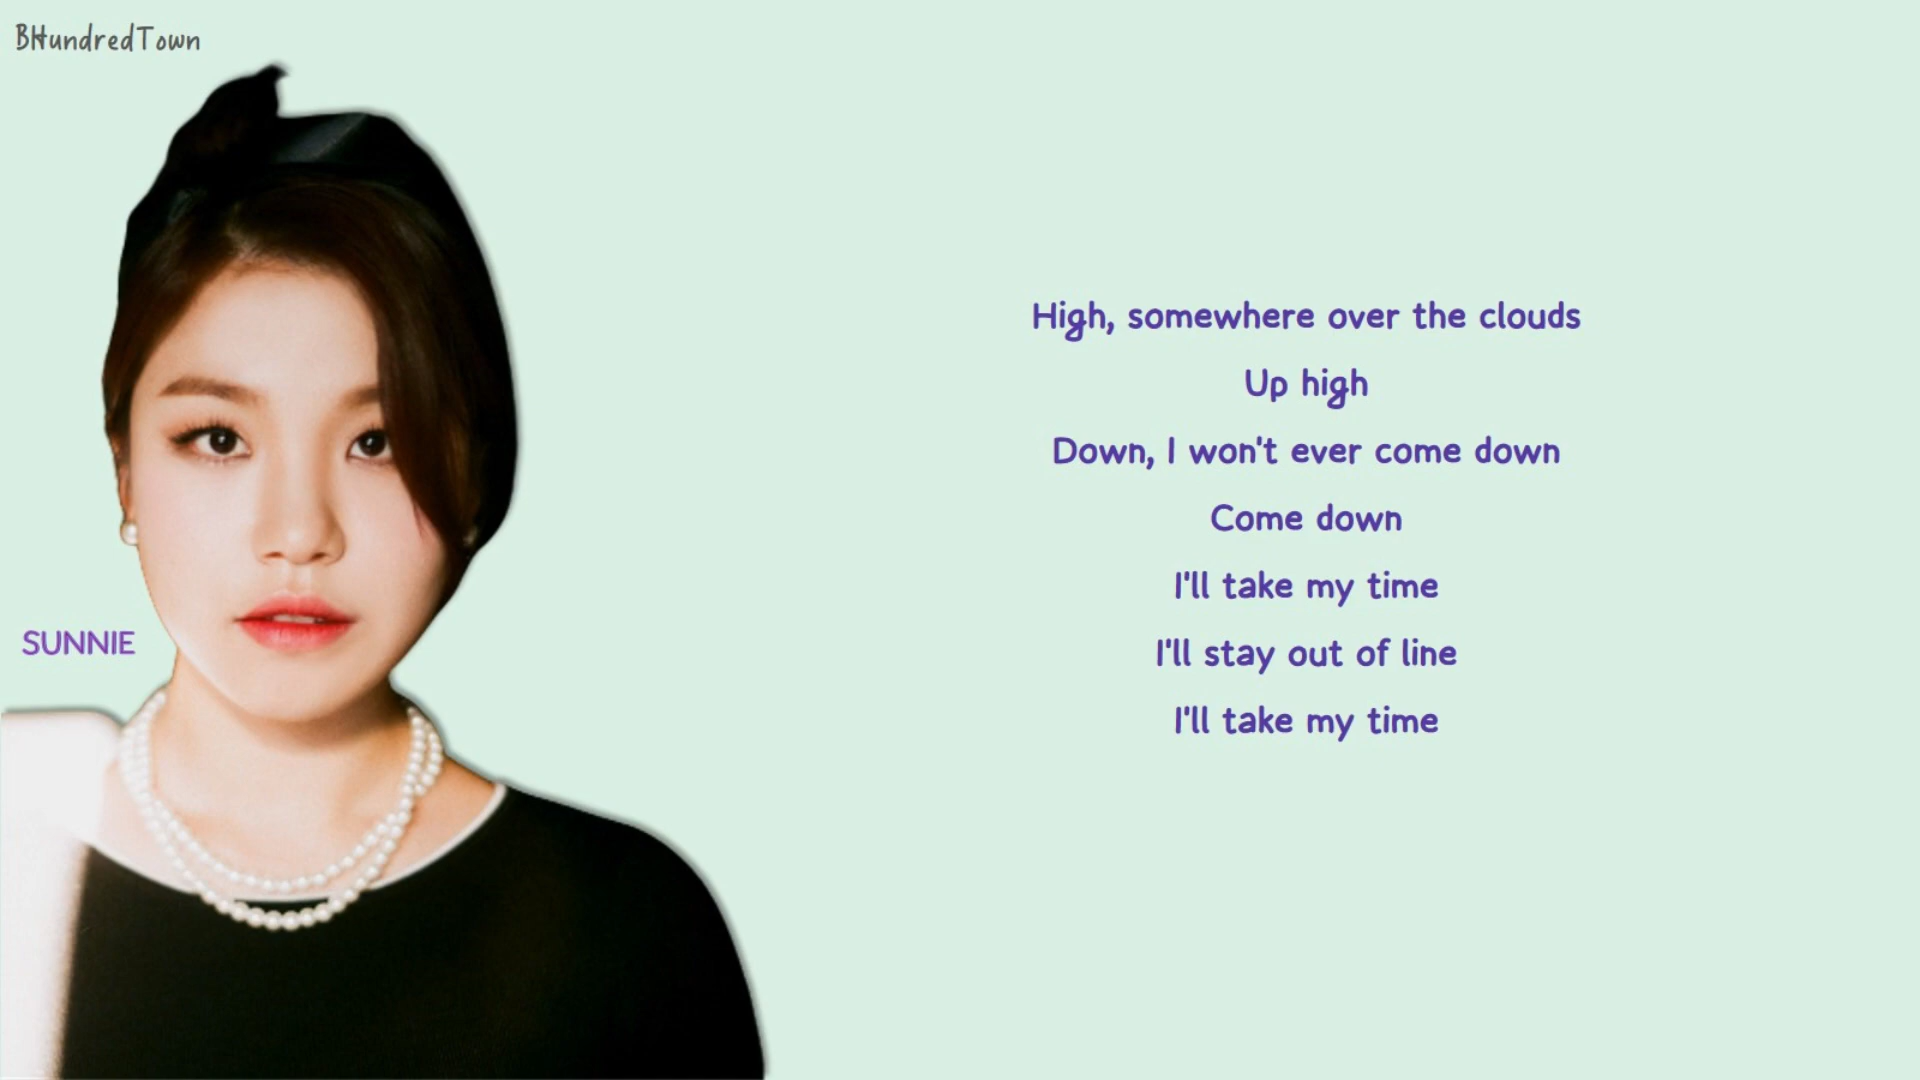 BHundredTown
SUNNIE
High, somewhere over the clouds
Up high
Down, I won't ever come down
Come down
I'll take my time
I'll stay out of line
I'll take my time